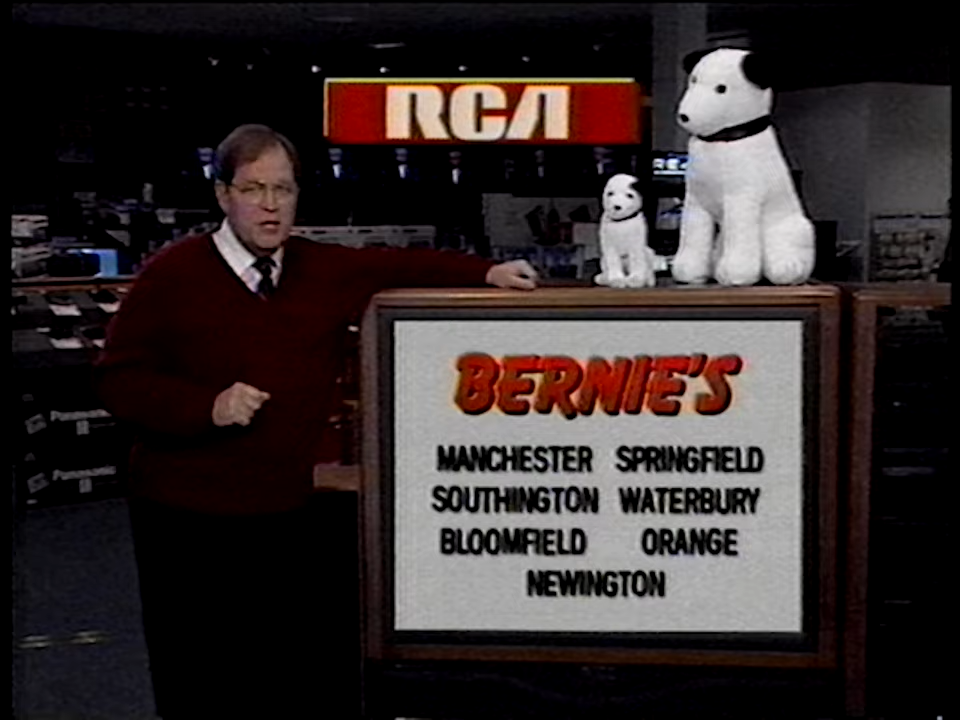 RCA
BERNIE'S
MANCHESTER SPRINGFIELD
SOUTHINGTON WATERBURY
BLOOMFIELD ORANGE
NEWINGTON
Panasonic
Panasonic